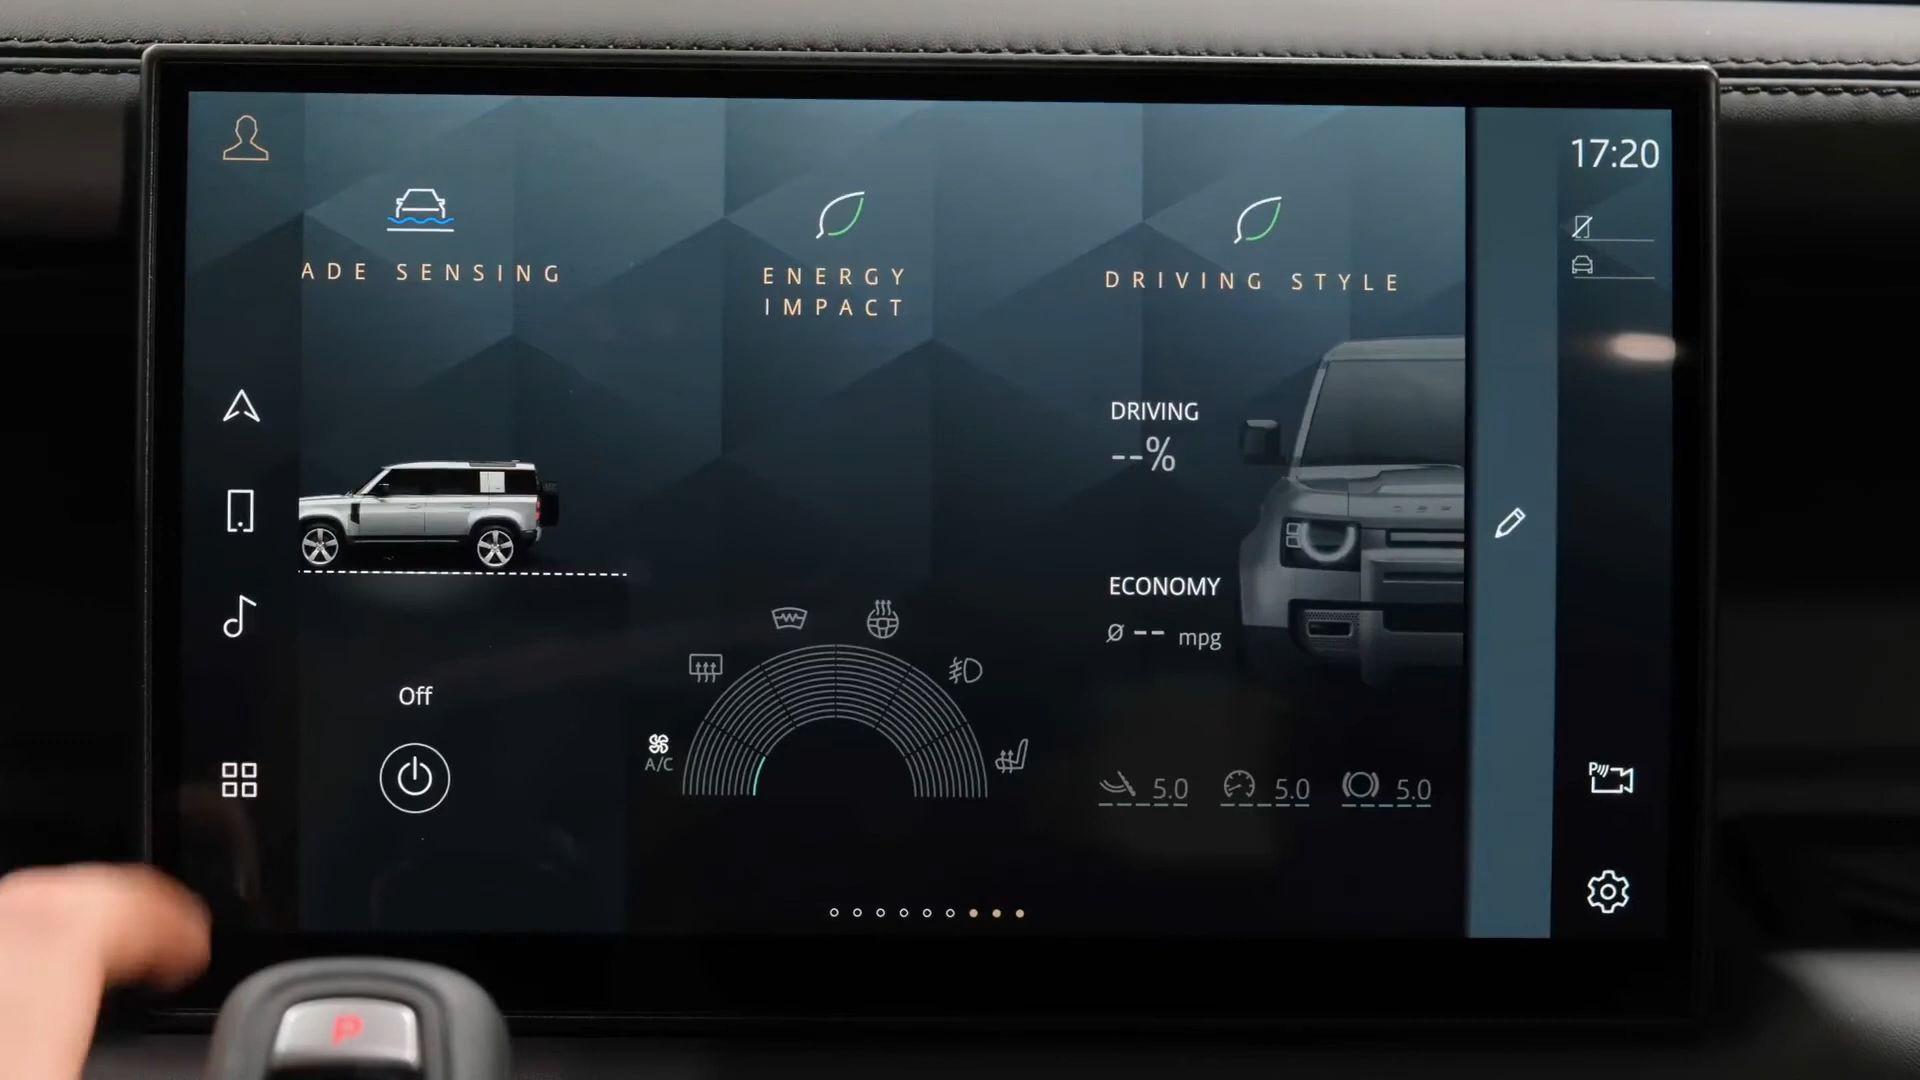 17:20
ADE SENSING
ENERGY
IMPACT
DRIVING STYLE
DRIVING
--%
ECONOMY
Ø -- mpg
Off
A/C
5.0
5.0
5.0
P
P